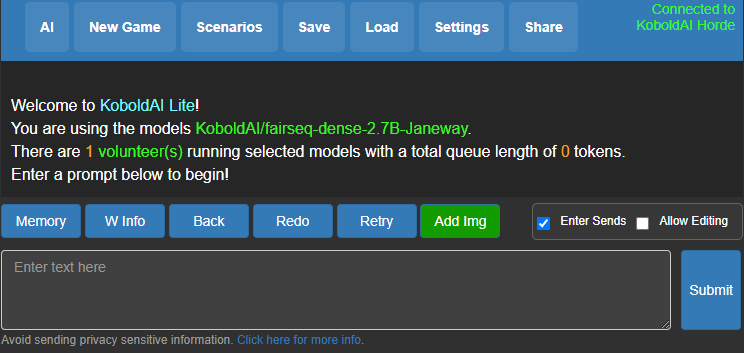 AI New Game Scenarios Save Load Settings Share
Connected to
KoboldAI Horde
Welcome to KoboldAI Lite!
You are using the models KoboldAI/fairseq-dense-2.7B-Janeway.
There are 1 volunteer(s) running selected models with a total queue length of 0 tokens.
Enter a prompt below to begin!
Memory W Info Back Redo Retry Add Img Enter Sends Allow Editing
Enter text here
Submit
Avoid sending privacy sensitive information. Click here for more info.